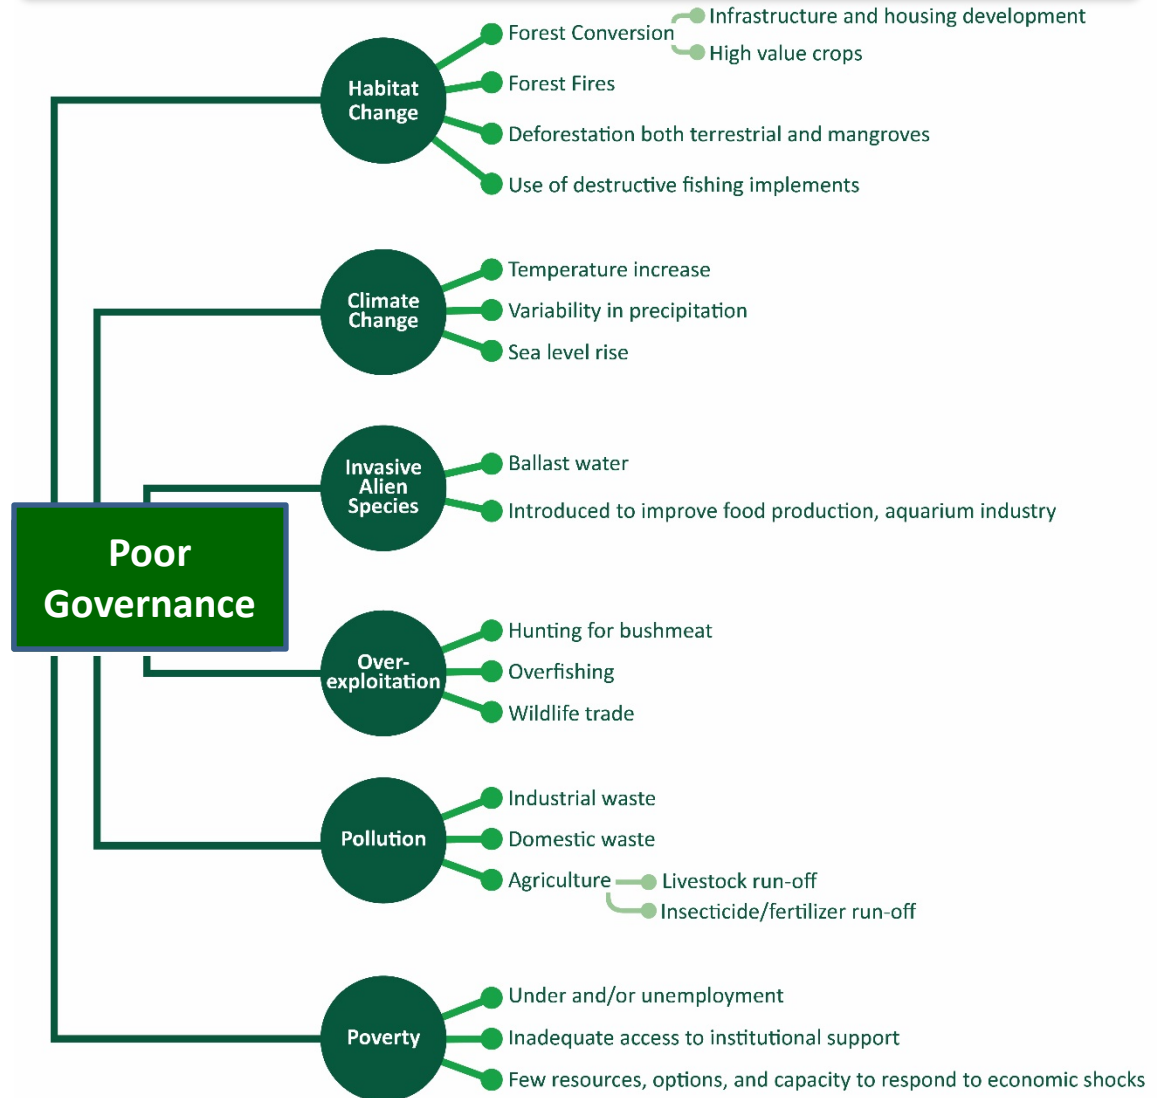 Habitat
Change
Forest Conversion
Infrastructure and housing development
High value crops
Forest Fires
Deforestation both terrestrial and mangroves
Use of destructive fishing implements
Climate
Change
Temperature increase
Variability in precipitation
Sea level rise
Invasive
Alien
Species
Ballast water
Introduced to improve food production, aquarium industry
Poor
Governance
Over-
exploitation
Hunting for bushmeat
Overfishing
Wildlife trade
Pollution
Industrial waste
Domestic waste
Agriculture
Livestock run-off
Insecticide/fertilizer run-off
Poverty
Under and/or unemployment
Inadequate access to institutional support
Few resources, options, and capacity to respond to economic shocks